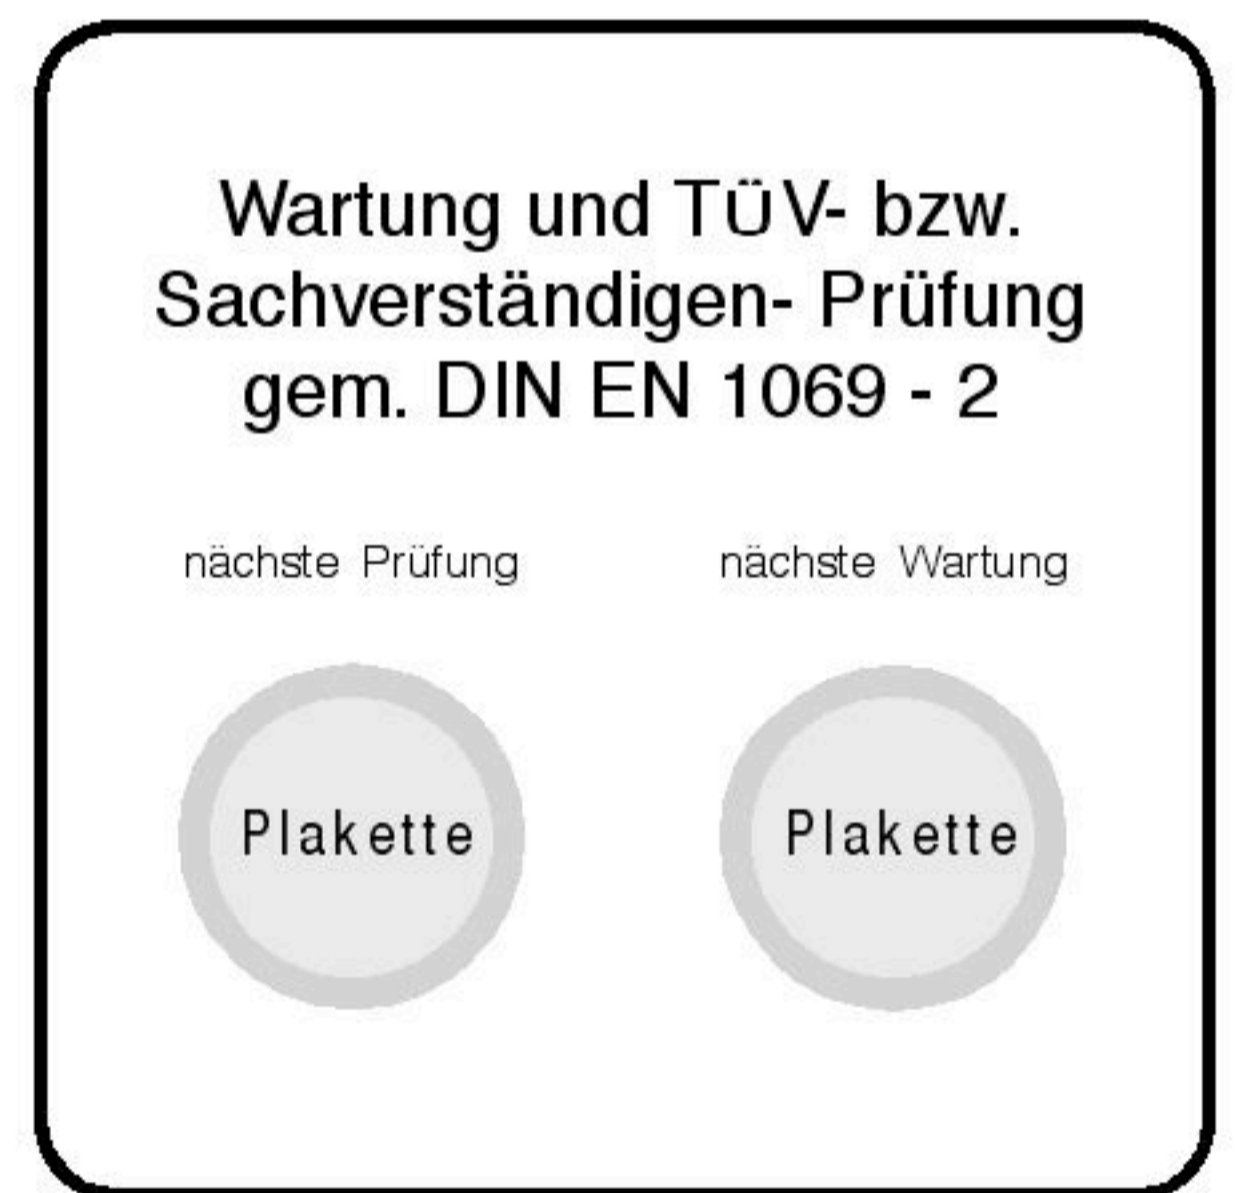 Wartung und TÜV- bzw.
Sachverständigen- Prüfung
gem. DIN EN 1069 - 2
nächste Prüfung nächste Wartung
Plakette Plakette